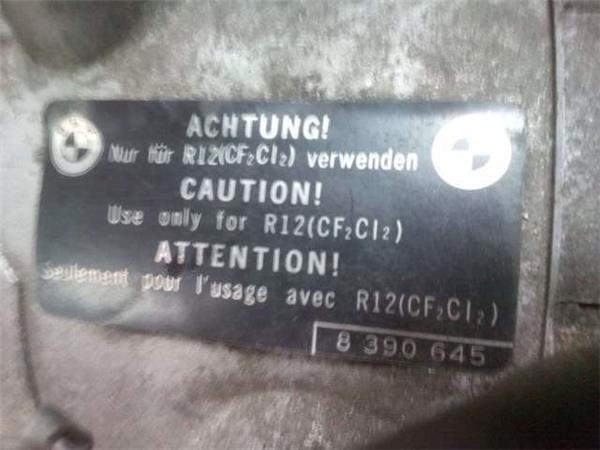 ACHTUNG!
Nur für R12(CF₂Cl₂) verwenden
CAUTION!
Use only for R12(CF₂Cl₂)
ATTENTION!
Seulement pour l'usage avec R12(CF₂Cl₂)
8 390 645